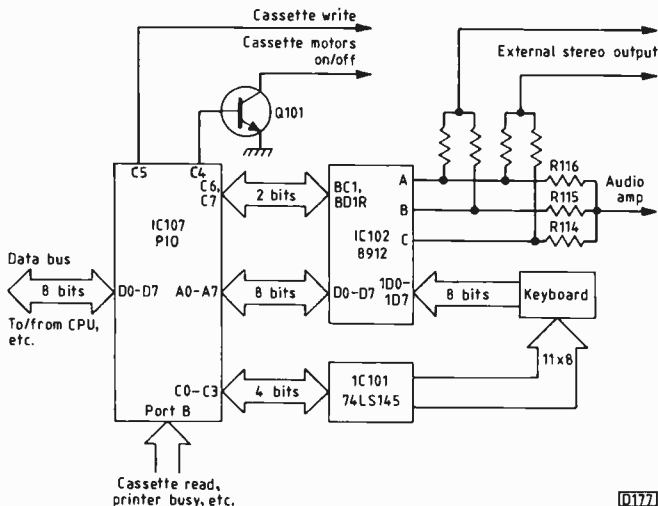 Cassette write
Cassette motors
on/off
External stereo output
Q101
C5
C4
C6,
C7
2 bits
BC1,
BD1R
A
B
C
R116
R115
R114
Audio
amp
IC107
PIO
IC102
8912
Data bus
8 bits
To/from CPU,
etc.
D0-D7
A0-A7
8 bits
D0-D7
1D0-
1D7
8 bits
Keyboard
11x8
C0-C3
4 bits
1C101
74LS145
Port B
Cassette read,
printer busy, etc.
D177